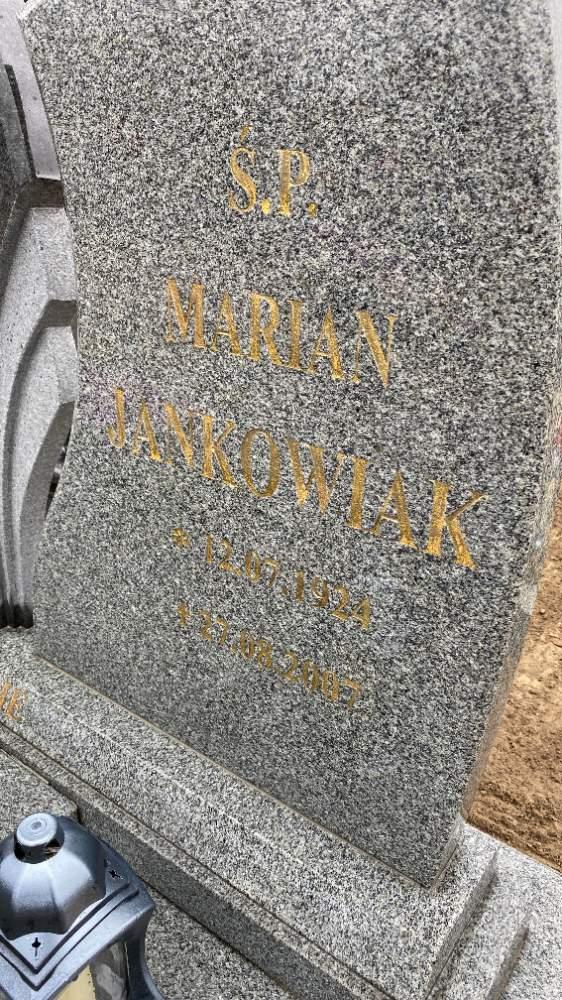 Ś.P.
MARIAN
JANKOWIAK
* 12.07.1924
+ 27.08.2007